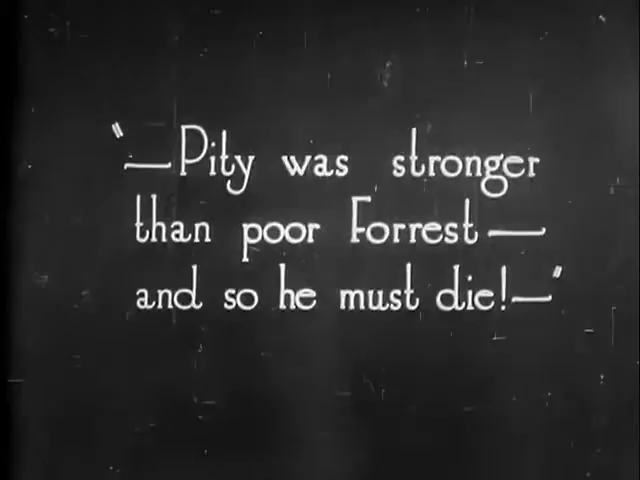 "—Pity was stronger
than poor Forrest—
and so he must die!—"